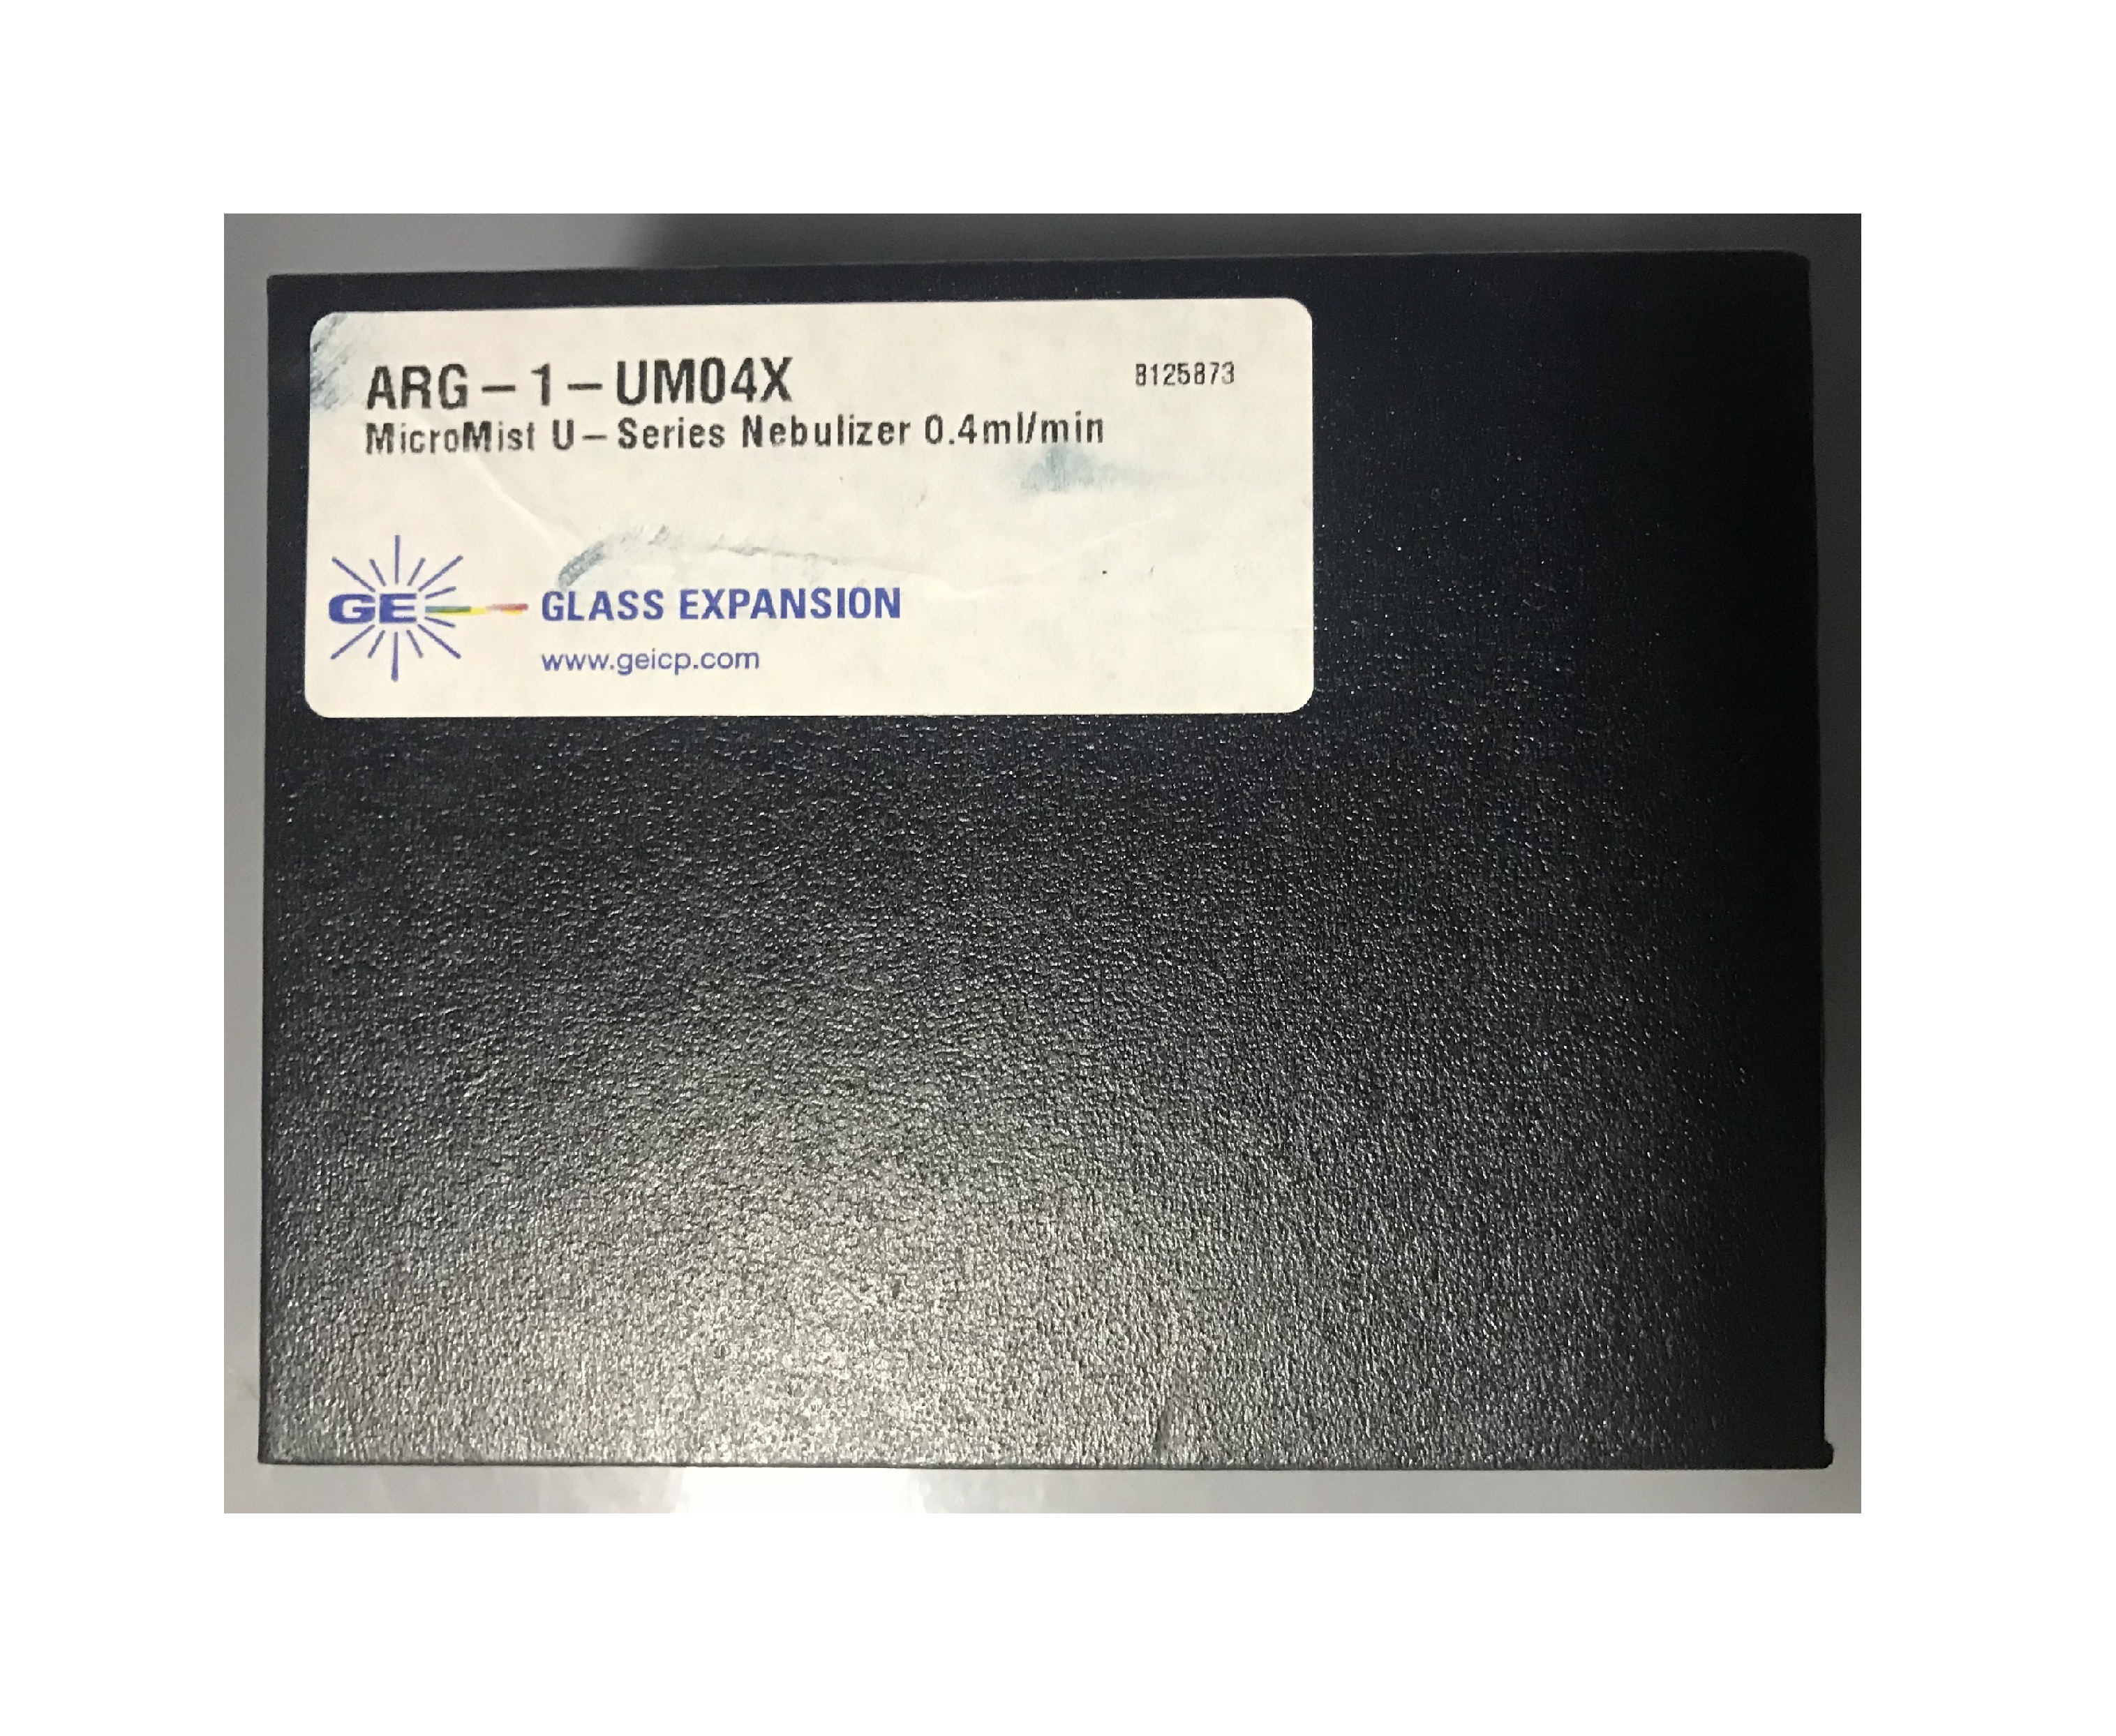 ARG-1-UM04X
8125873
MicroMist U-Series Nebulizer 0.4ml/min
GE
GLASS EXPANSION
www.geicp.com